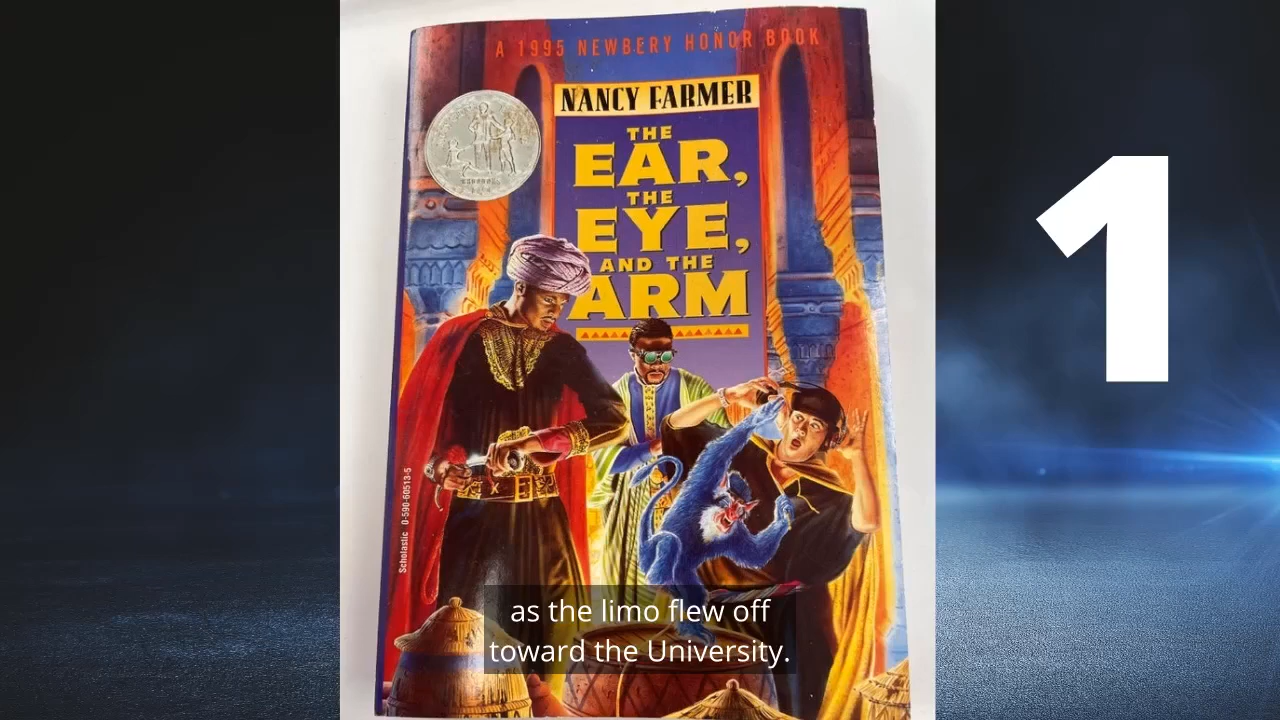 A 1995 NEWBERY HONOR BOOK
NANCY FARMER
THE
EAR,
THE
EYE,
AND THE
ARM
1
Scholastic 0-590-60513-5
as the limo flew off
toward the University.